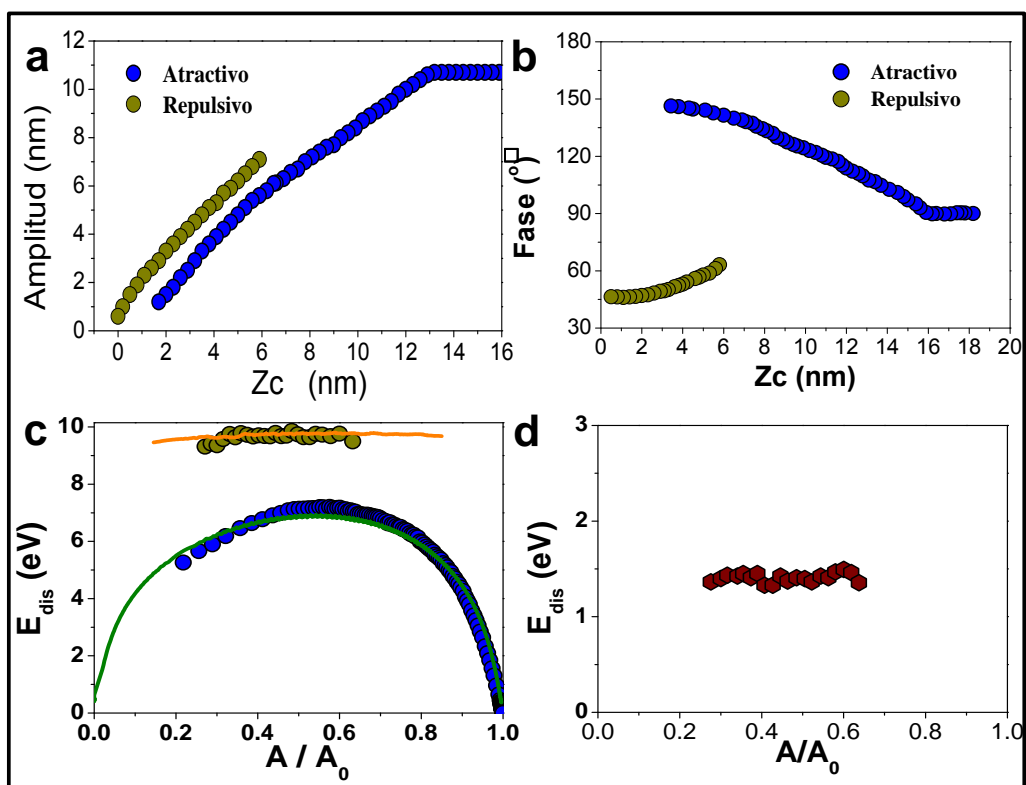 a
12
10
8
6
4
2
0
Amplitud (nm)
Atractivo
Repulsivo
0 2 4 6 8 10 12 14 16
Zc (nm)
b
180
150
120
90
60
30
Fase (°□)
Atractivo
Repulsivo
0 2 4 6 8 10 12 14 16 18 20
Zc (nm)
c
10
8
6
4
2
0
E_dis (eV)
0.0 0.2 0.4 0.6 0.8 1.0
A / A_0
d
3
2
1
0
E_dis (eV)
0.0 0.2 0.4 0.6 0.8 1.0
A/A_0